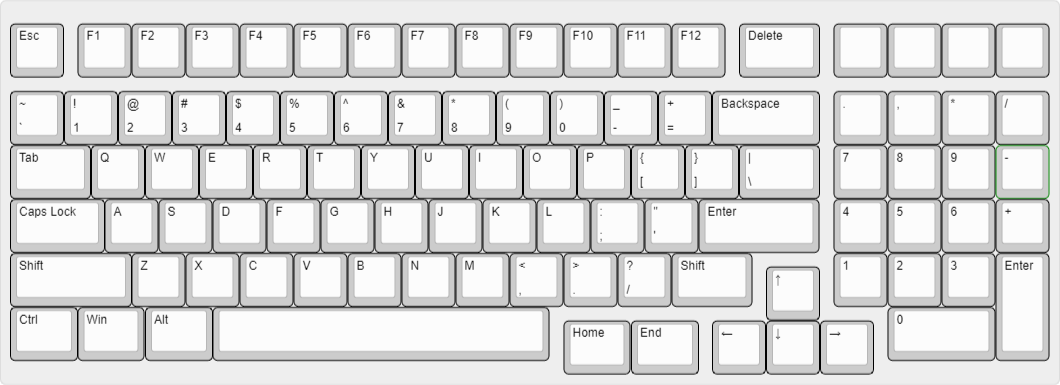 Esc F1 F2 F3 F4 F5 F6 F7 F8 F9 F10 F11 F12 Delete
~ ! @ # $ % ^ & * ( ) _ + Backspace . , * /
` 1 2 3 4 5 6 7 8 9 0 - =
Tab Q W E R T Y U I O P { } | 7 8 9 -
[ ] \
Caps Lock A S D F G H J K L : " Enter 4 5 6 +
; '
Shift Z X C V B N M < > ? Shift ↑ 1 2 3 Enter
, . /
Ctrl Win Alt Home End ← ↓ → 0